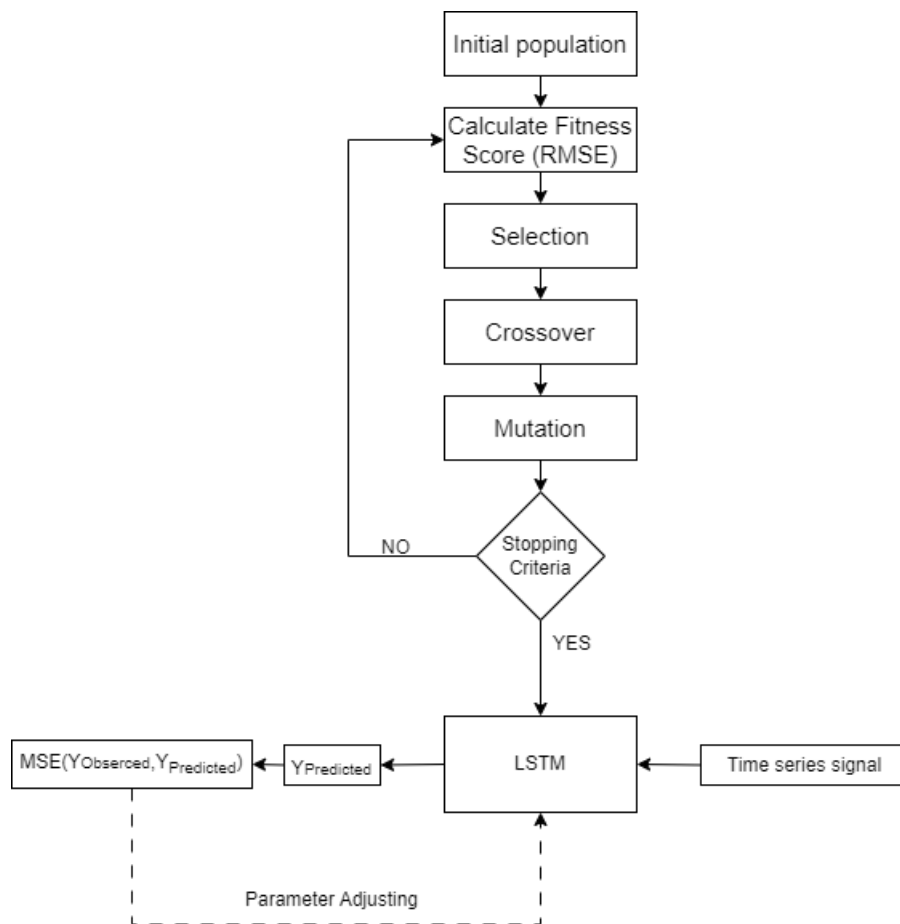 Initial population
Calculate Fitness
Score (RMSE)
Selection
Crossover
Mutation
Stopping
Criteria
NO
YES
MSE(YObserced,YPredicted)
YPredicted
LSTM
Time series signal
Parameter Adjusting